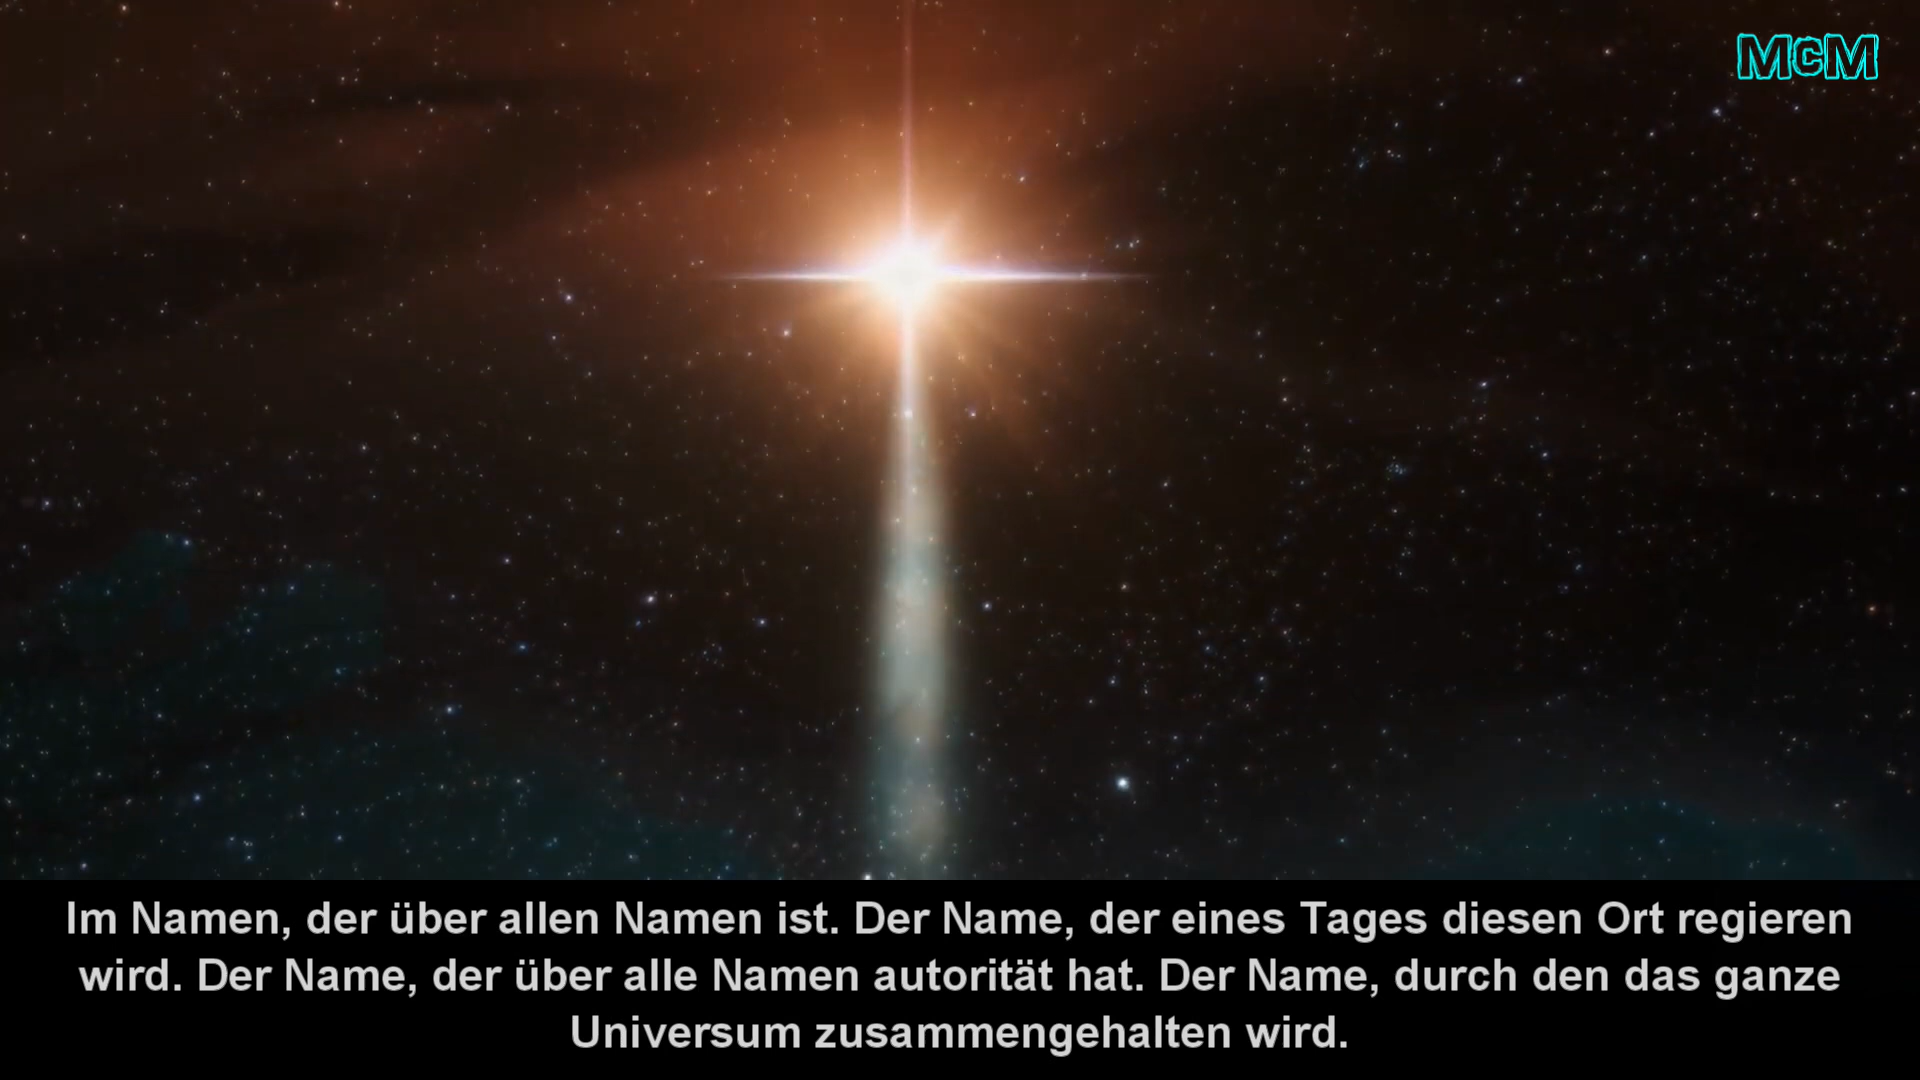 McM
Im Namen, der über allen Namen ist. Der Name, der eines Tages diesen Ort regieren
wird. Der Name, der über alle Namen autorität hat. Der Name, durch den das ganze
Universum zusammengehalten wird.